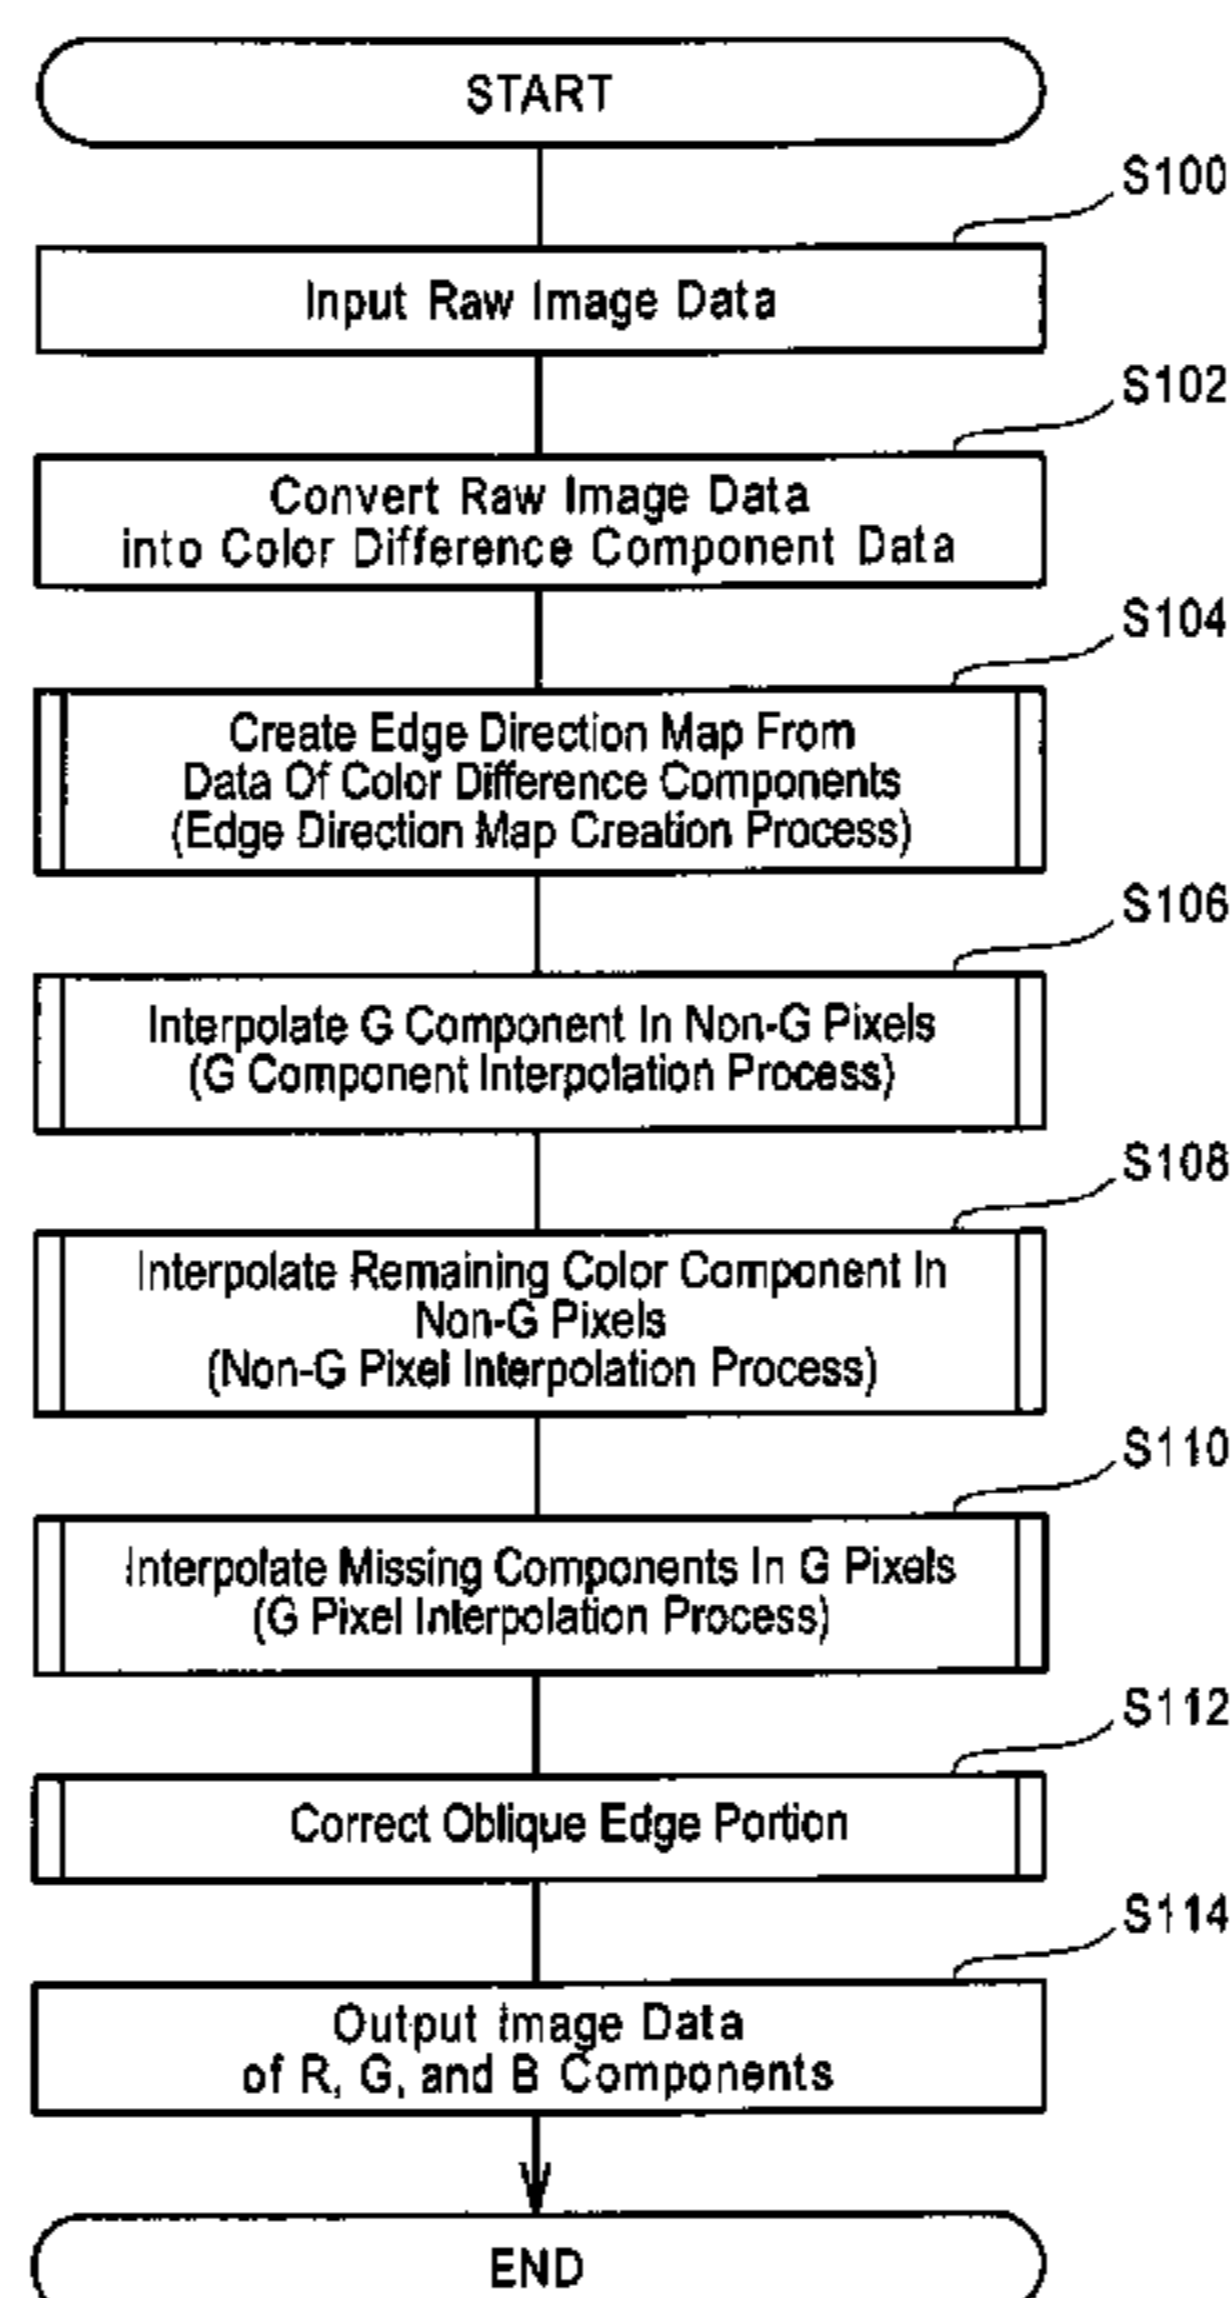 START
S100
Input Raw Image Data
S102
Convert Raw Image Data
into Color Difference Component Data
S104
Create Edge Direction Map From
Data Of Color Difference Components
(Edge Direction Map Creation Process)
S106
Interpolate G Component In Non-G Pixels
(G Component Interpolation Process)
S108
Interpolate Remaining Color Component In
Non-G Pixels
(Non-G Pixel Interpolation Process)
S110
Interpolate Missing Components In G Pixels
(G Pixel Interpolation Process)
S112
Correct Oblique Edge Portion
S114
Output Image Data
of R, G, and B Components
END